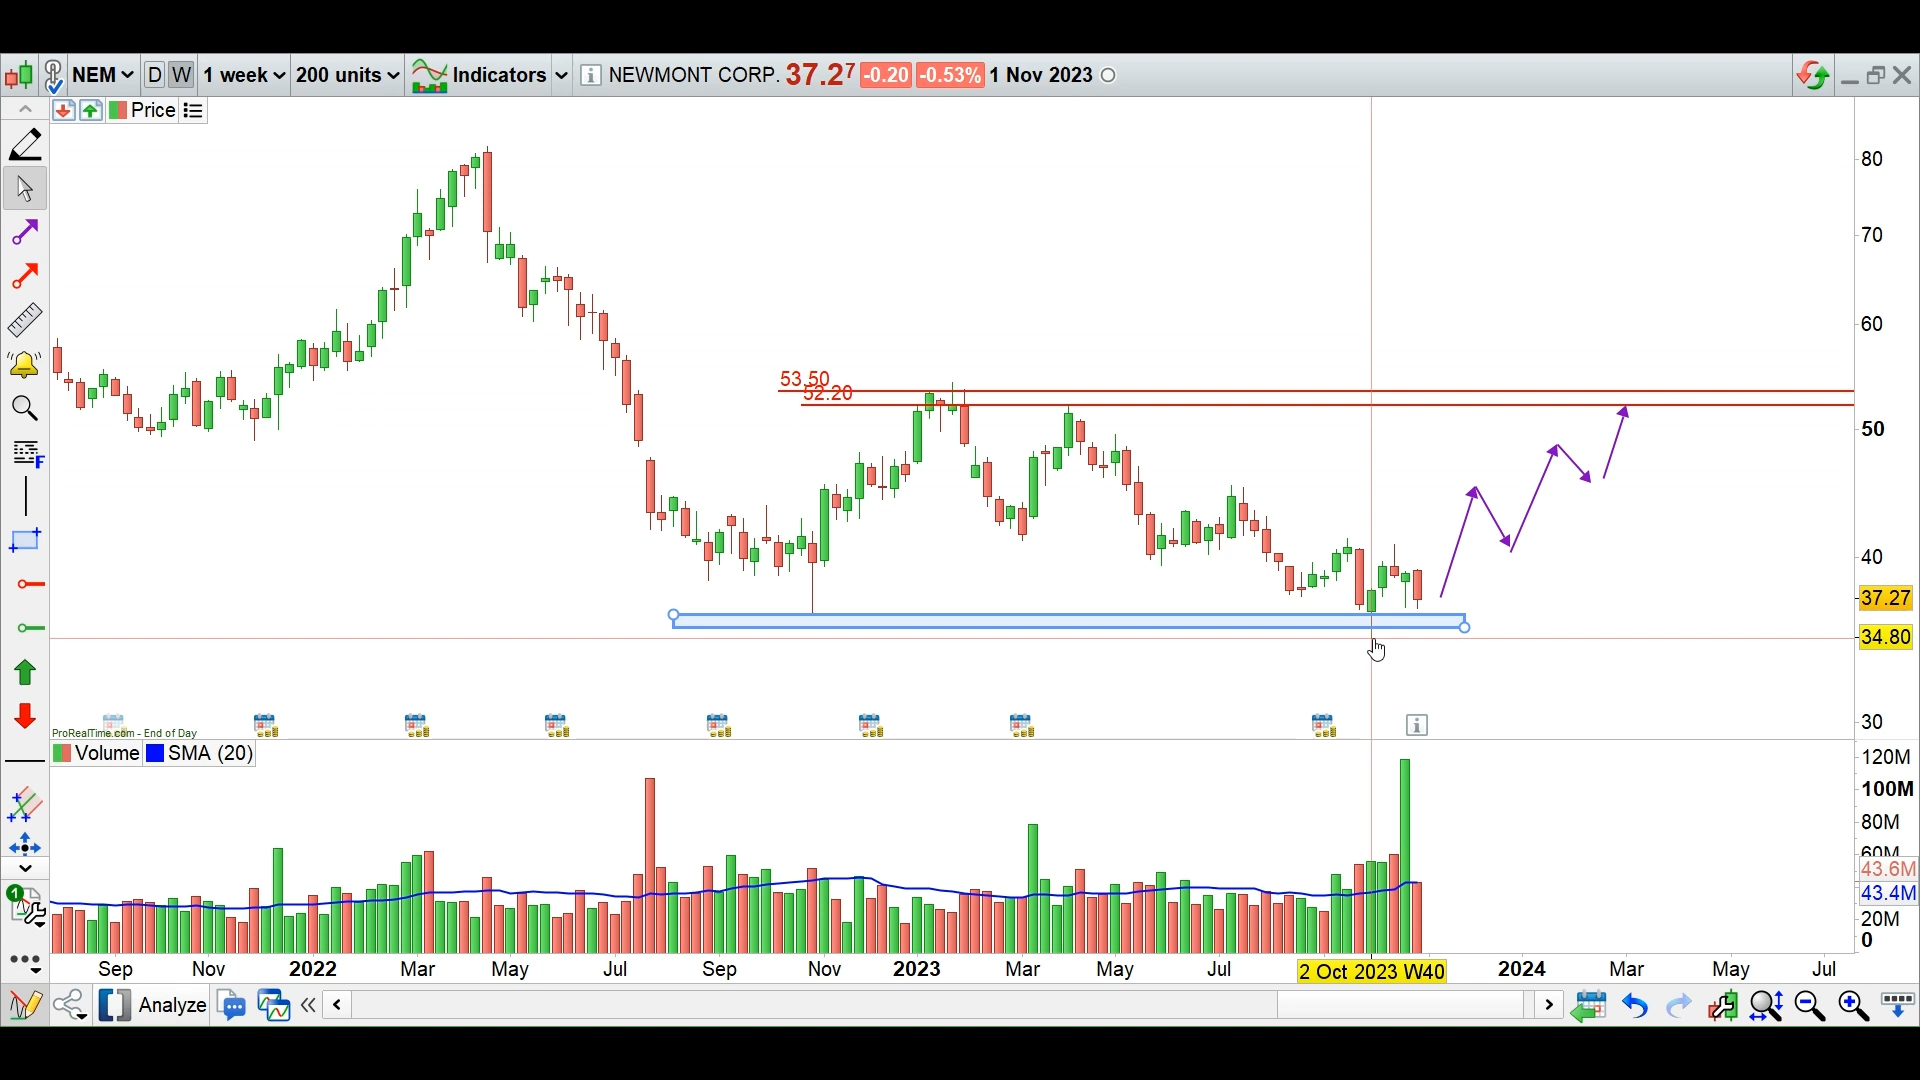 NEM D W 1 week 200 units Indicators i NEWMONT CORP. 37.27 -0.20 -0.53% 1 Nov 2023
Price
80
70
60
53.50
52.20
50
40
37.27
34.80
30
ProRealTime.com - End of Day
i
Volume SMA (20)
120M
100M
80M
60M
43.6M
43.4M
20M
0
F
1
Sep Nov 2022 Mar May Jul Sep Nov 2023 Mar May Jul 2 Oct 2023 W40 2024 Mar May Jul
Analyze